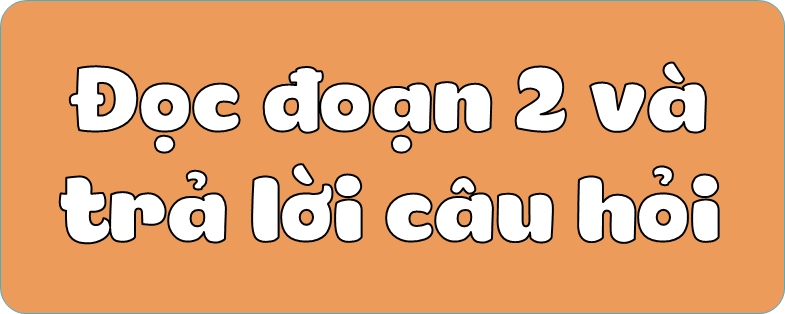 Đọc đoạn 2 và
trả lời câu hỏi